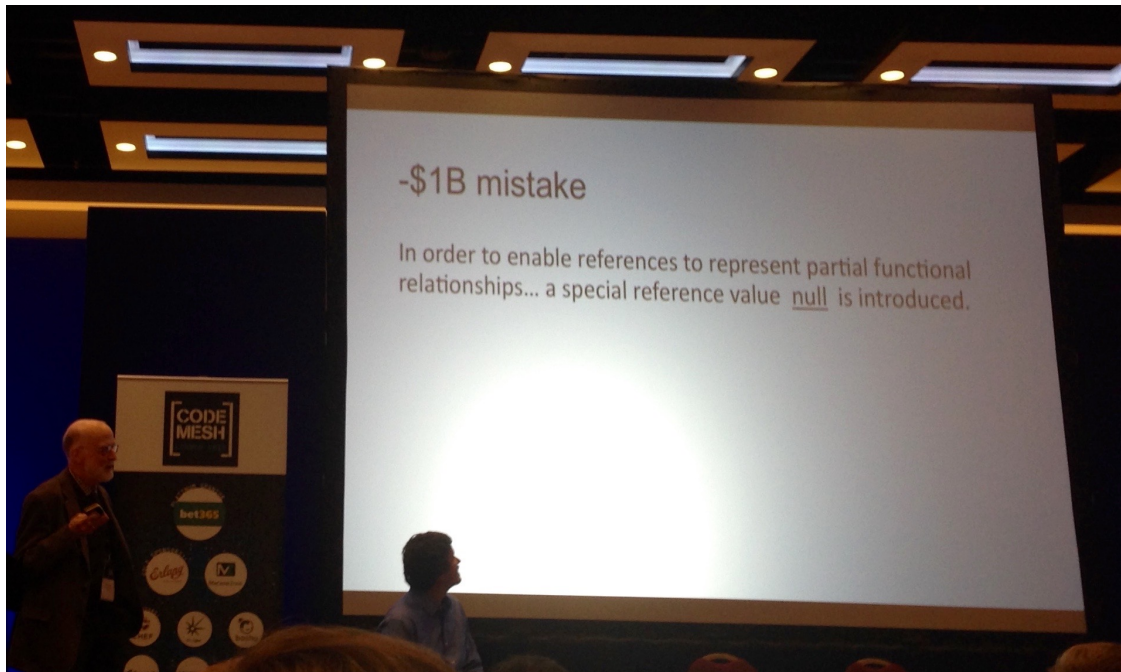 -$1B mistake
In order to enable references to represent partial functional
relationships... a special reference value null is introduced.
CODE
MESH
bet365
Erlang